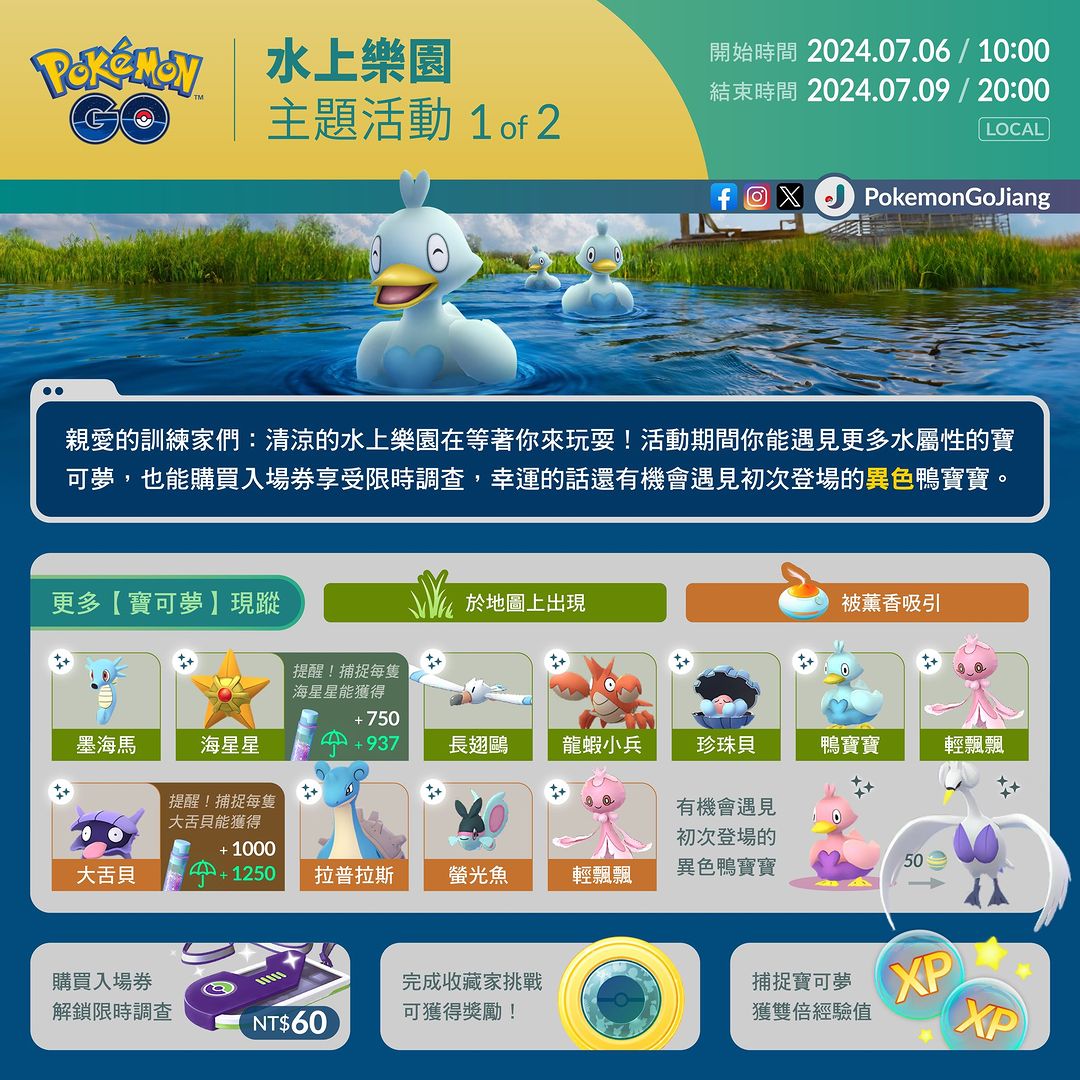 POKÉMON GO™
水上樂園
主題活動 1 of 2
開始時間 2024.07.06 / 10:00
結束時間 2024.07.09 / 20:00
LOCAL
PokemonGoJiang
親愛的訓練家們：清涼的水上樂園在等著你來玩耍！活動期間你能遇見更多水屬性的寶
可夢，也能購買入場券享受限時調查，幸運的話還有機會遇見初次登場的異色鴨寶寶。
更多【寶可夢】現蹤
於地圖上出現
被薰香吸引
墨海馬
海星星
提醒！捕捉每隻
海星星能獲得
+750
+937
長翅鷗
龍蝦小兵
珍珠貝
鴨寶寶
輕飄飄
大舌貝
提醒！捕捉每隻
大舌貝能獲得
+1000
+1250
拉普拉斯
螢光魚
輕飄飄
有機會遇見
初次登場的
異色鴨寶寶
50
購買入場券
解鎖限時調查
NT$60
完成收藏家挑戰
可獲得獎勵！
捕捉寶可夢
獲雙倍經驗值
XP
XP